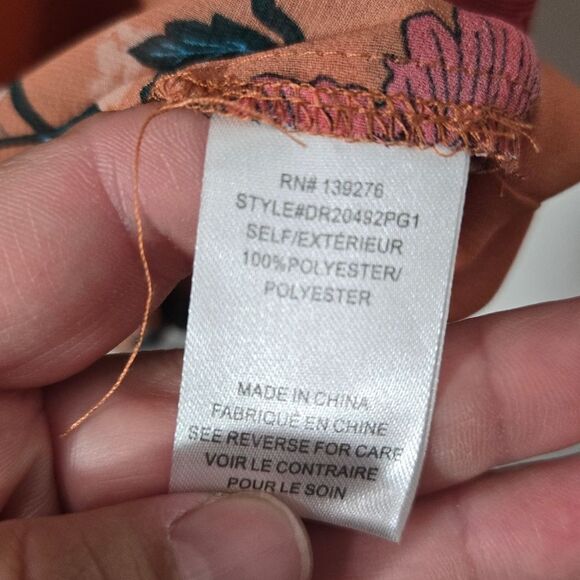 RN# 139276
STYLE#DR20492PG1
SELF/EXTÉRIEUR
100%POLYESTER/
POLYESTER
MADE IN CHINA
FABRIQUÉ EN CHINE
SEE REVERSE FOR CARE
VOIR LE CONTRAIRE
POUR LE SOIN